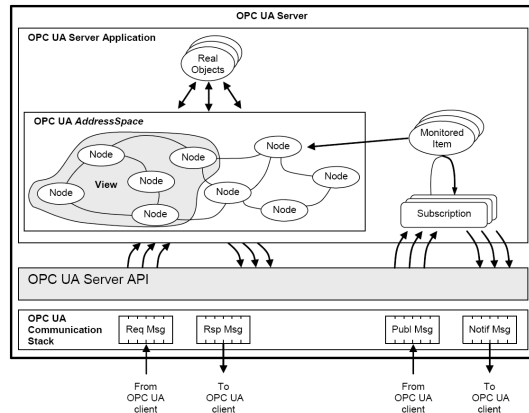 OPC UA Server
OPC UA Server Application
Real
Objects
OPC UA AddressSpace
Node
Node
Node
Node
View
Node
Node
Node
Node
Node
Node
Monitored
Item
Subscription
OPC UA Server API
OPC UA
Communication
Stack
Req Msg
Rsp Msg
Publ Msg
Notif Msg
From
OPC UA
client
To
OPC UA
client
From
OPC UA
client
To
OPC UA
client